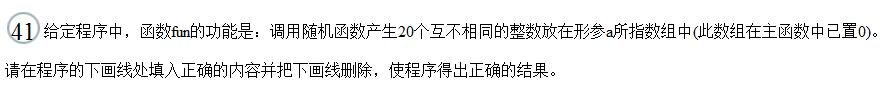 41 给定程序中，函数fun的功能是：调用随机函数产生20个互不相同的整数放在形参a所指数组中(此数组在主函数中已置0)。
请在程序的下画线处填入正确的内容并把下画线删除，使程序得出正确的结果。